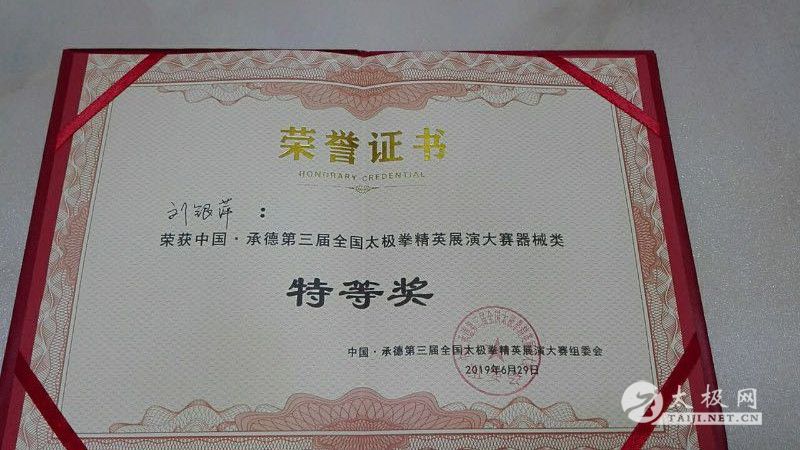 荣誉证书
HONORARY CREDENTIAL
刘银萍：
荣获中国·承德第三届全国太极拳精英展演大赛器械类
特等奖
中国·承德第三届全国太极拳精英展演大赛组委会
2019年6月29日
太极网
TAIJI.NET.CN